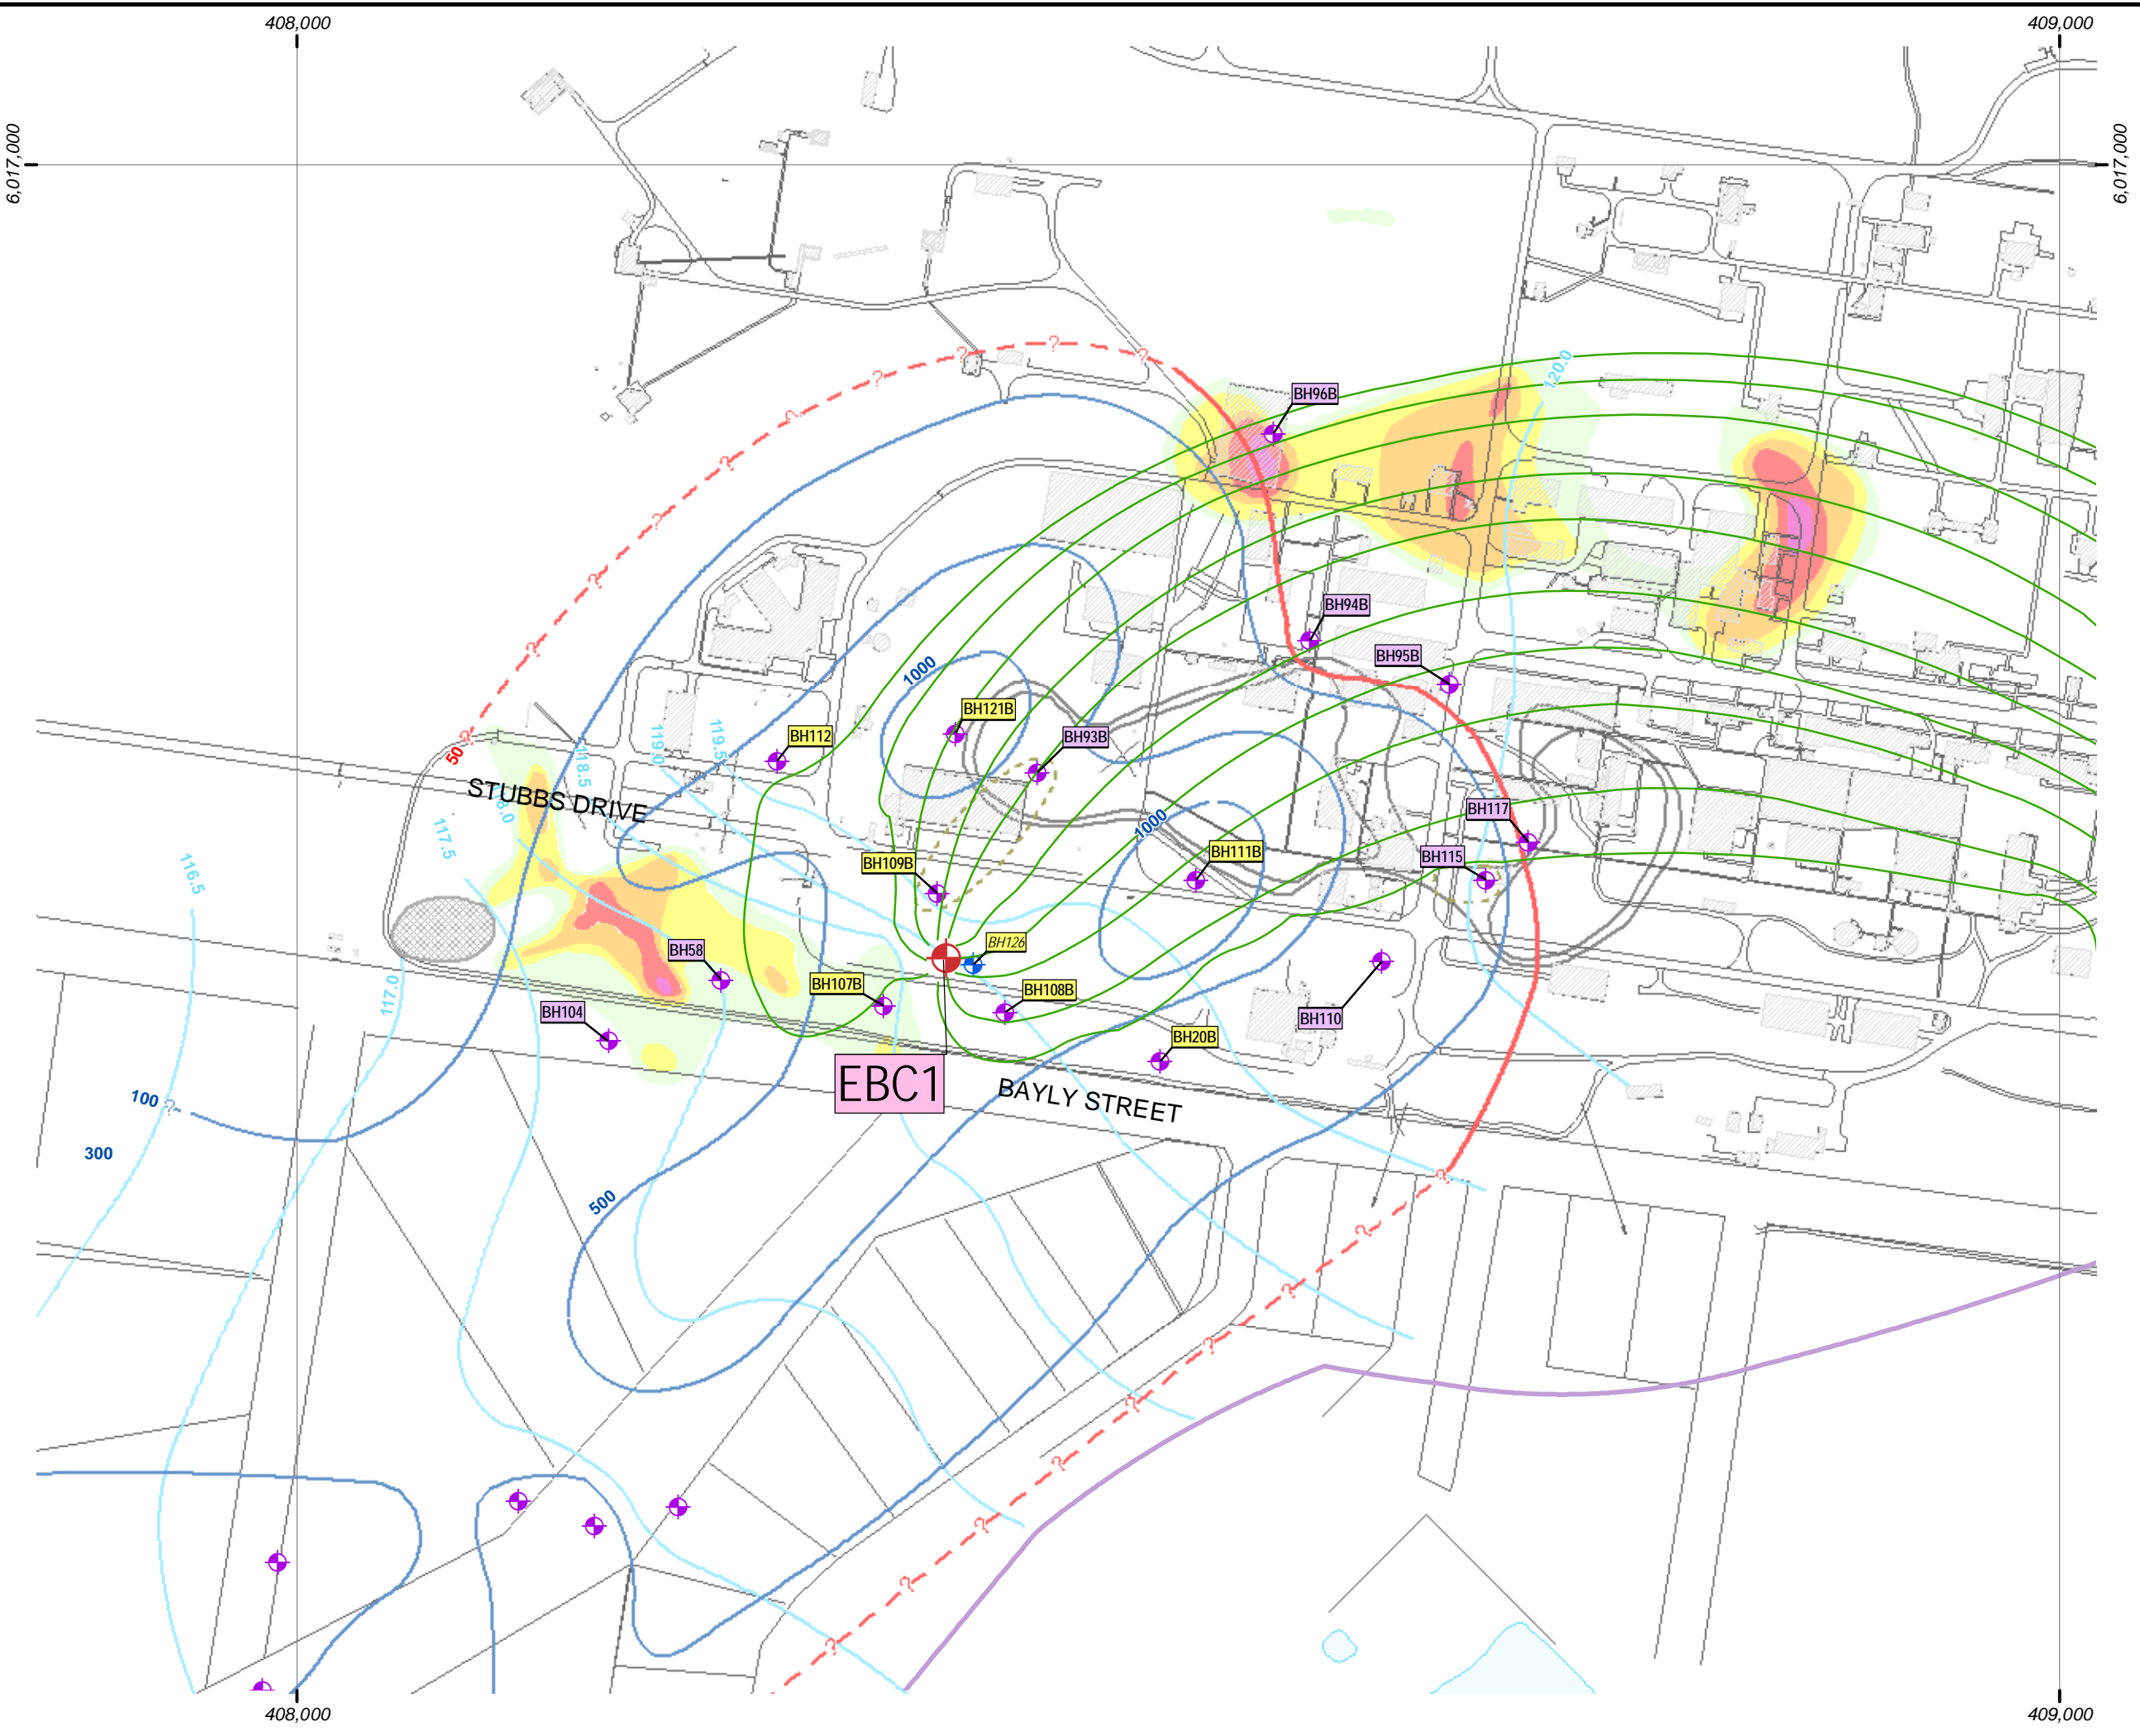 408,000
409,000
6,017,000
6,017,000
120.0
BH96B
BH94B
BH95B
1000
BH121B
BH112
BH93B
50
119.0
119.5
118.5
STUBBS DRIVE
117.5
116.5
1000
BH117
BH109B
BH111B
BH115
BH58
BH126
BH107B
BH108B
BH104
117.0
BH110
BH20B
EBC1
BAYLY STREET
100
300
500
408,000
409,000